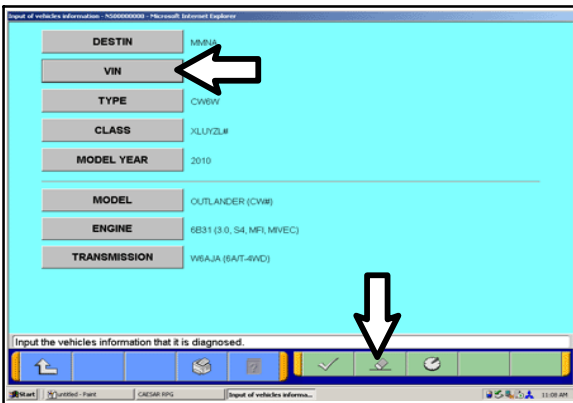 Input of vehicles information - NS00000000 - Microsoft Internet Explorer
DESTIN MMNA
VIN
TYPE CW6W
CLASS XLUYZL#
MODEL YEAR 2010
MODEL OUTLANDER (CW#)
ENGINE 6B31 (3.0, S4, MFI, MIVEC)
TRANSMISSION W6AJA (6A/T-4WD)
Input the vehicles information that it is diagnosed.
Start untitled - Paint CAESAR RPG Input of vehicles informa... 11:08 AM